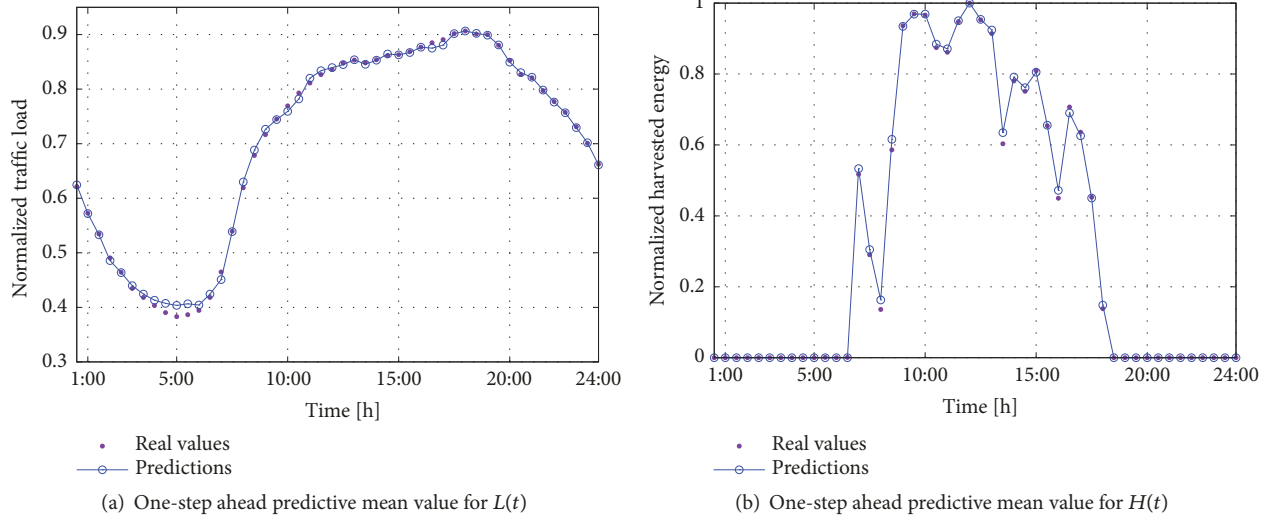 Normalized traffic load
0.9
0.8
0.7
0.6
0.5
0.4
0.3
1:00 5:00 10:00 15:00 20:00 24:00
Time [h]
Real values
Predictions
(a) One-step ahead predictive mean value for L(t)
Normalized harvested energy
1
0.8
0.6
0.4
0.2
0
1:00 5:00 10:00 15:00 20:00 24:00
Time [h]
Real values
Predictions
(b) One-step ahead predictive mean value for H(t)